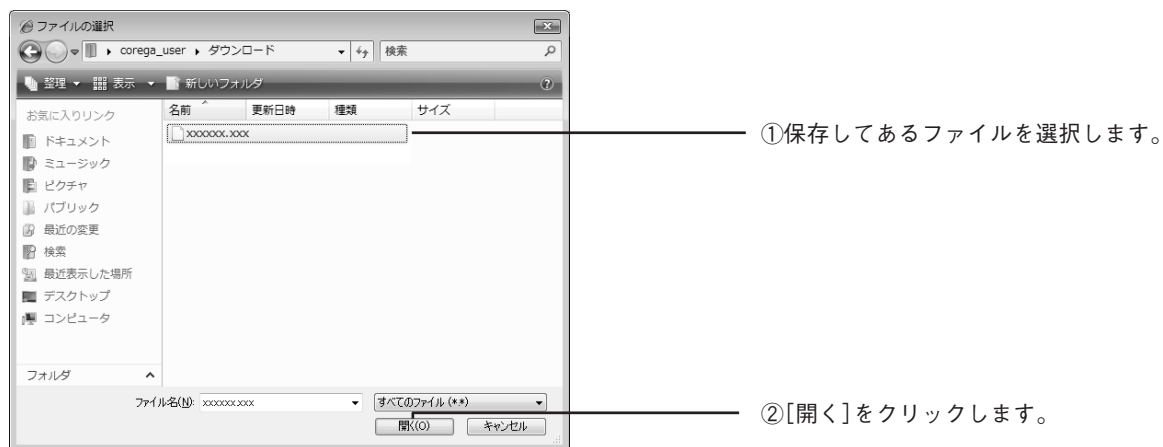 ファイルの選択
corega_user ▸ ダウンロード 検索
整理 表示 新しいフォルダ
お気に入りリンク
ドキュメント
ミュージック
ピクチャ
パブリック
最近の変更
検索
最近表示した場所
デスクトップ
コンピュータ
フォルダ
名前 更新日時 種類 サイズ
xxxxxx.xxx
ファイル名(N): xxxxxx.xxx すべてのファイル (*.*)
開く(O) キャンセル
①保存してあるファイルを選択します。
②[開く]をクリックします。